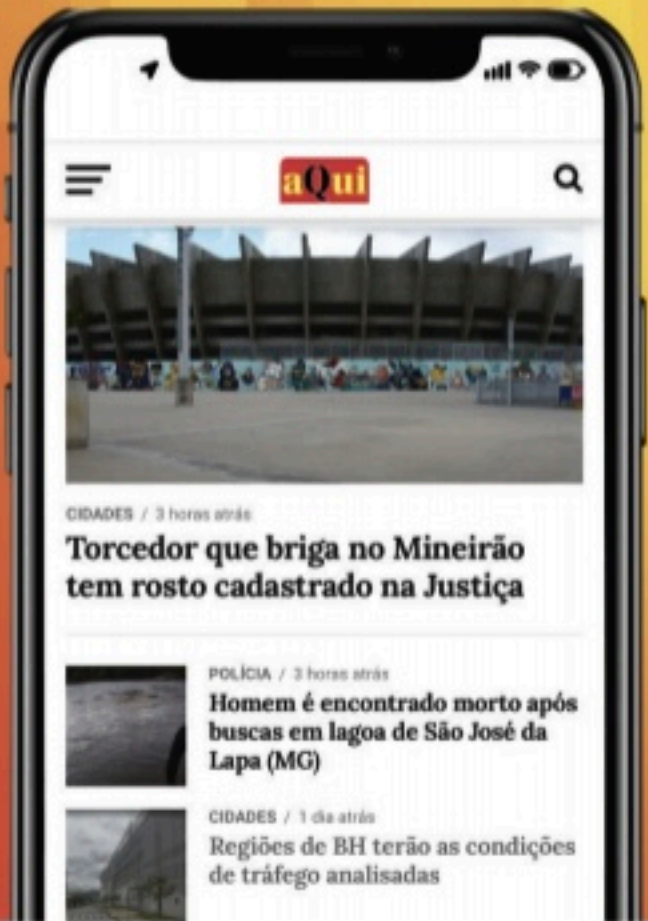 aQui
CIDADES / 3 horas atrás
Torcedor que briga no Mineirão
tem rosto cadastrado na Justiça
POLÍCIA / 3 horas atrás
Homem é encontrado morto após
buscas em lagoa de São José da
Lapa (MG)
CIDADES / 1 dia atrás
Regiões de BH terão as condições
de tráfego analisadas